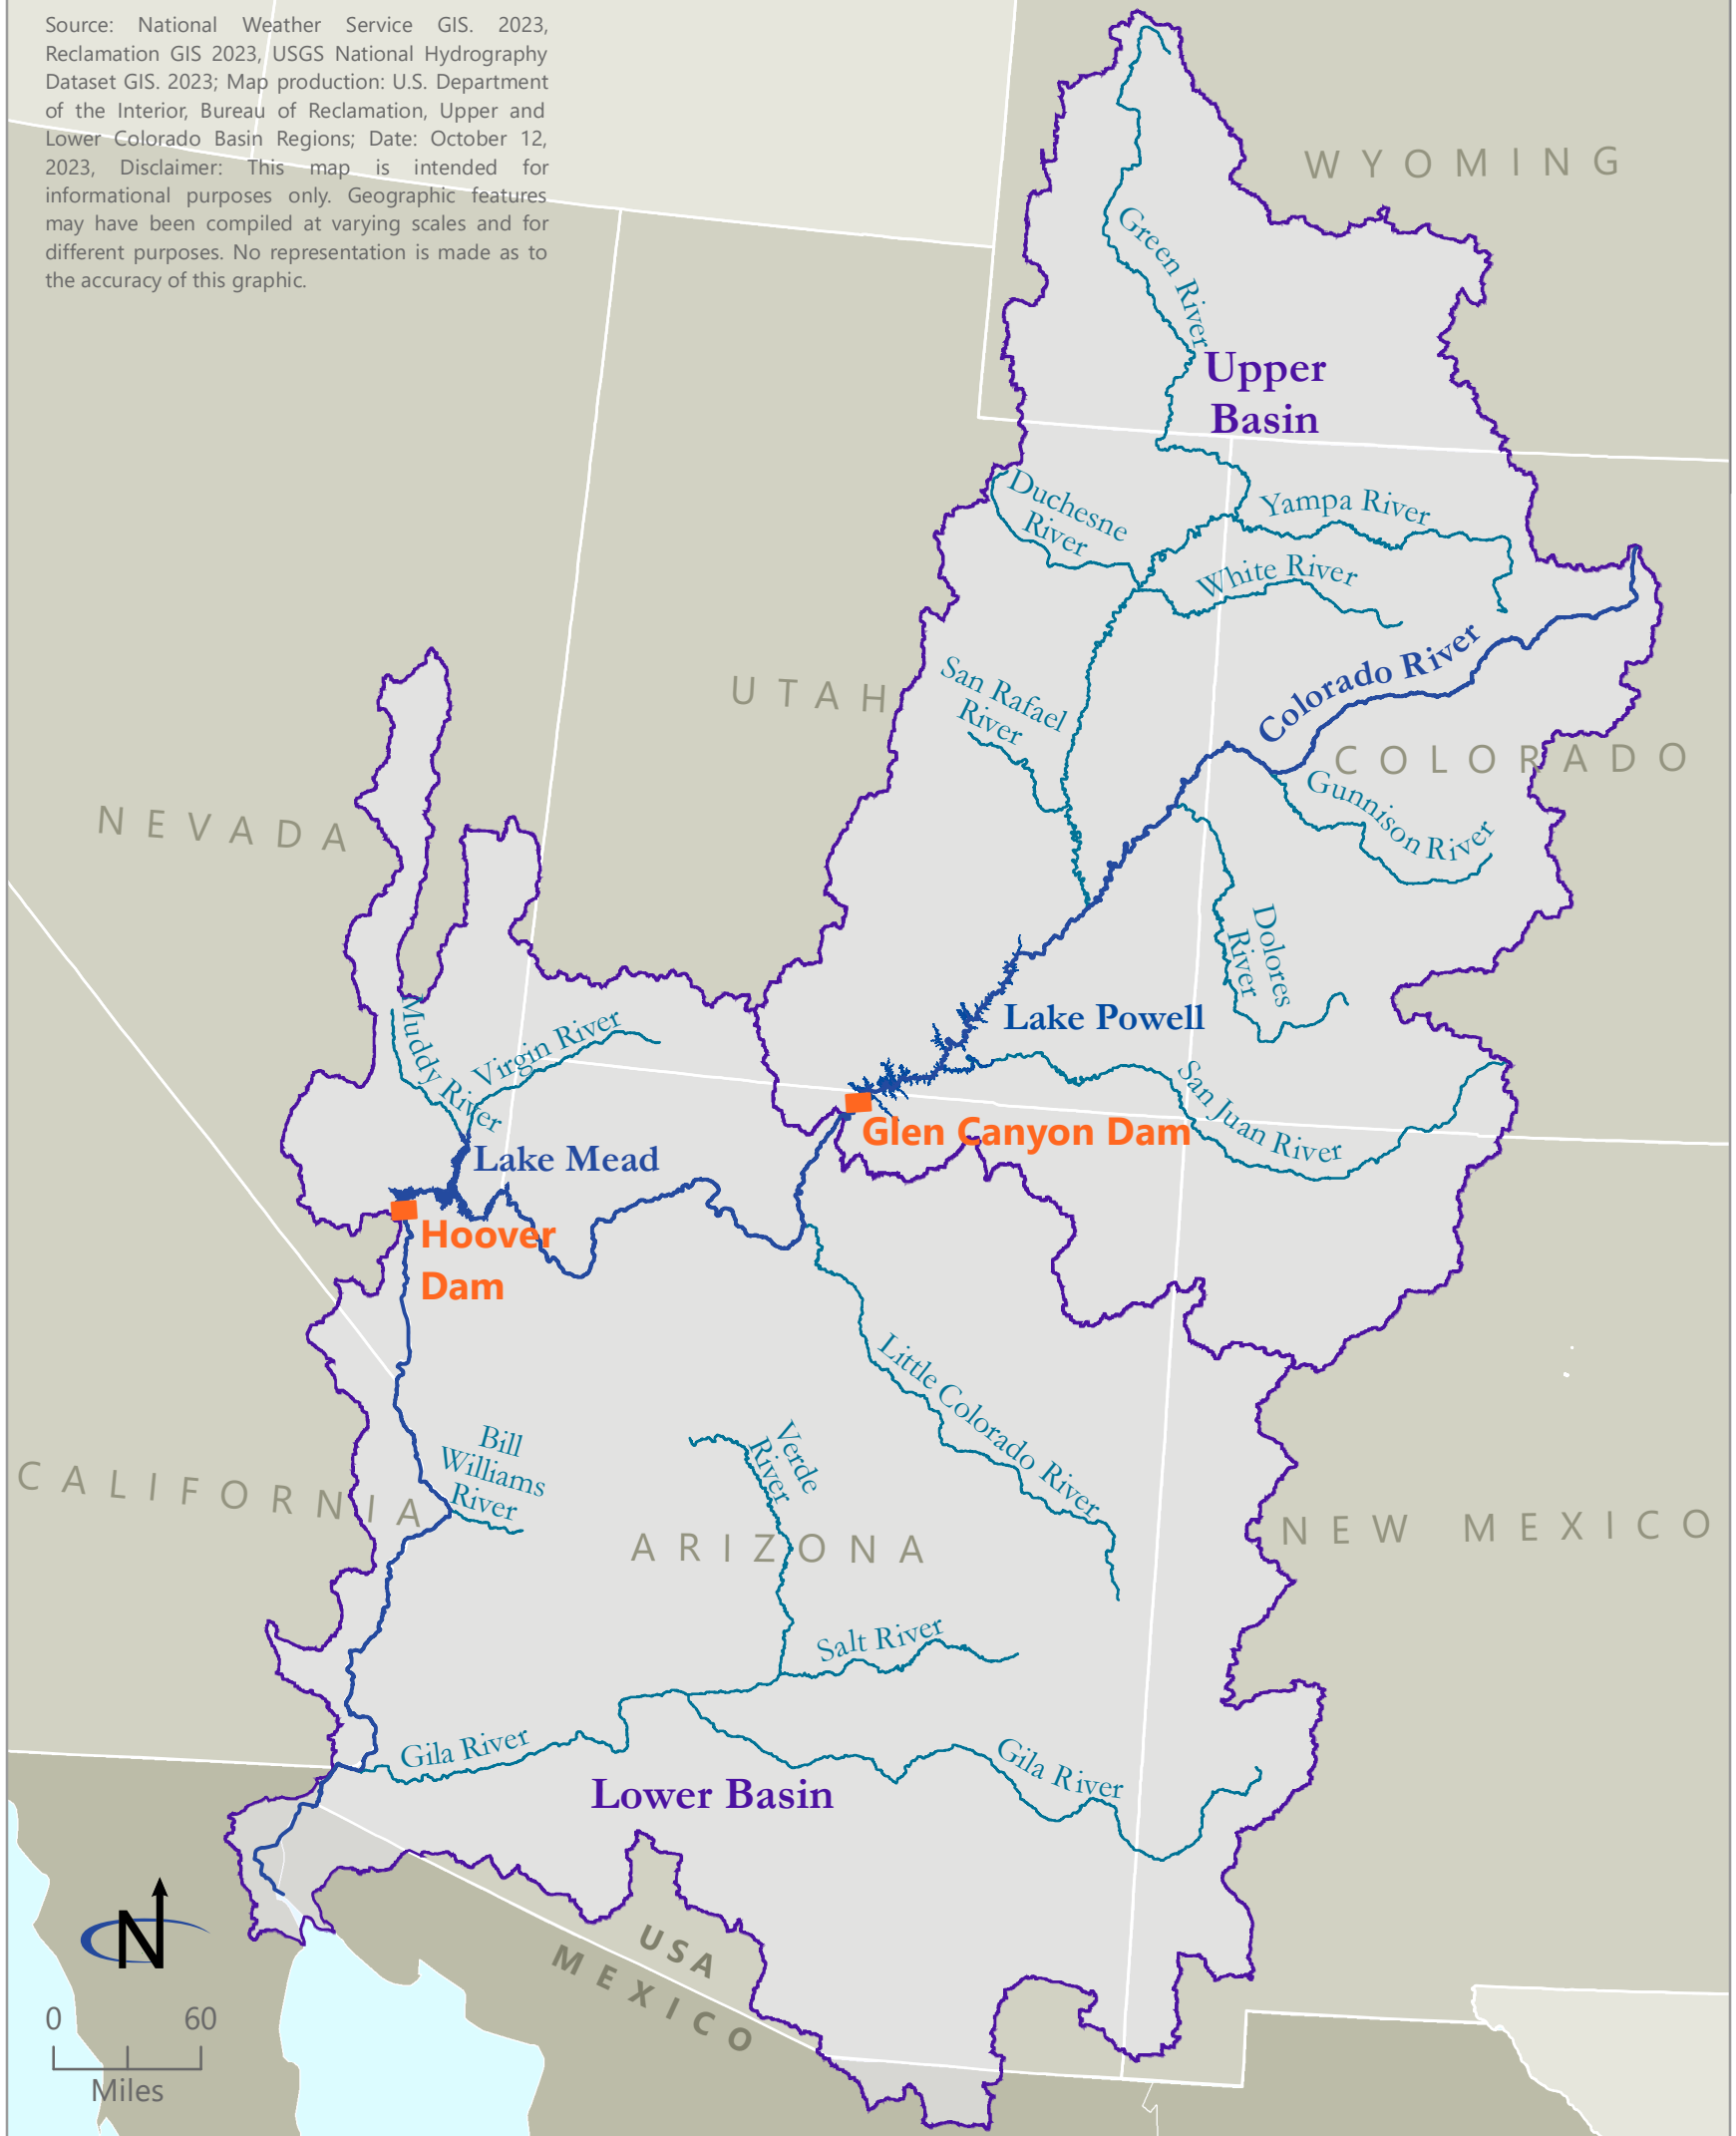 Source: National Weather Service GIS. 2023,
Reclamation GIS 2023, USGS National Hydrography
Dataset GIS. 2023; Map production: U.S. Department
of the Interior, Bureau of Reclamation, Upper and
Lower Colorado Basin Regions; Date: October 12,
2023, Disclaimer: This map is intended for
informational purposes only. Geographic features
may have been compiled at varying scales and for
different purposes. No representation is made as to
the accuracy of this graphic.
WYOMING
Green River
Upper
Basin
Duchesne
River
Yampa River
White River
Colorado River
San Rafael
River
UTAH
COLORADO
Gunnison River
NEVADA
Dolores
River
Lake Powell
Muddy River
Virgin River
San Juan River
Glen Canyon Dam
Lake Mead
Hoover
Dam
Little Colorado River
Verde
River
Bill
Williams
River
CALIFORNIA
ARIZONA
NEW MEXICO
Salt River
Gila River
Gila River
Lower Basin
USA
MEXICO
N
0 60
Miles